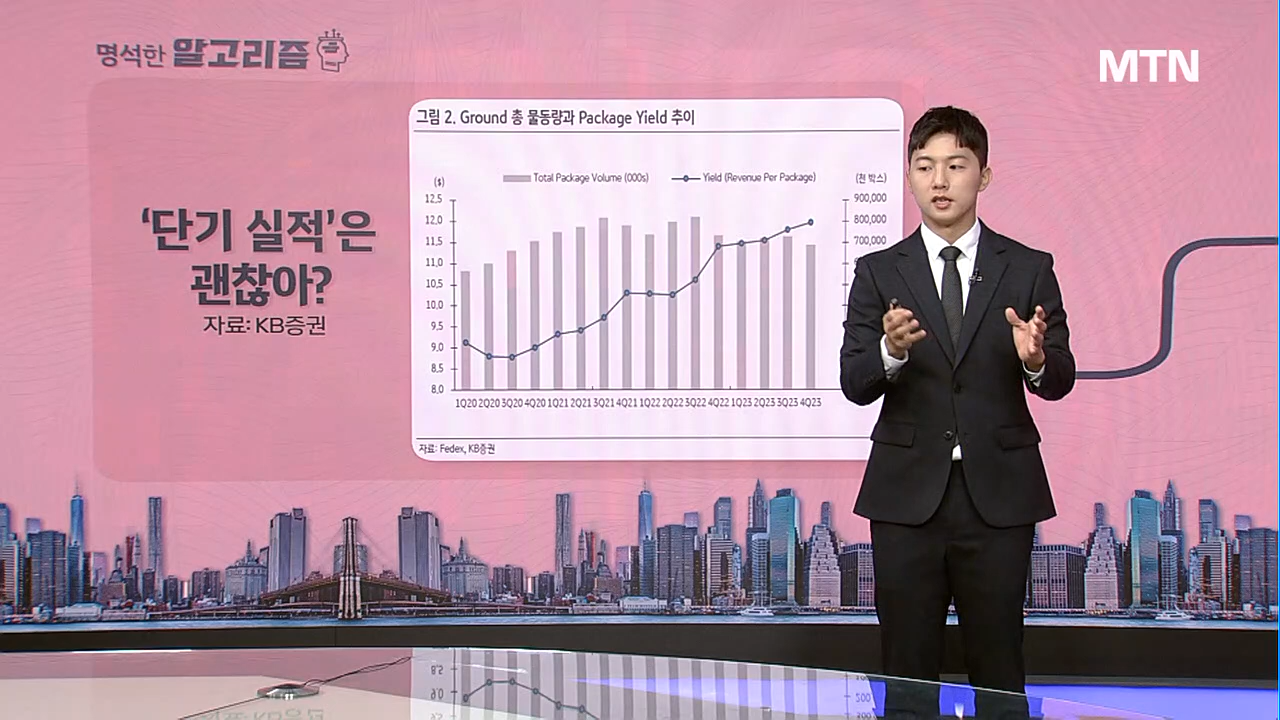 명석한 알고리즘
MTN
'단기 실적'은
괜찮아?
자료: KB증권
그림 2. Ground 총 물동량과 Package Yield 추이
($)
Total Package Volume (000s)
Yield (Revenue Per Package)
(천 박스)
12,5
12,0
11,5
11,0
10,5
10,0
9,5
9,0
8,5
8,0
900,000
800,000
700,000
1Q20 2Q20 3Q20 4Q20 1Q21 2Q21 3Q21 4Q21 1Q22 2Q22 3Q22 4Q22 1Q23 2Q23 3Q23 4Q23
자료: Fedex, KB증권